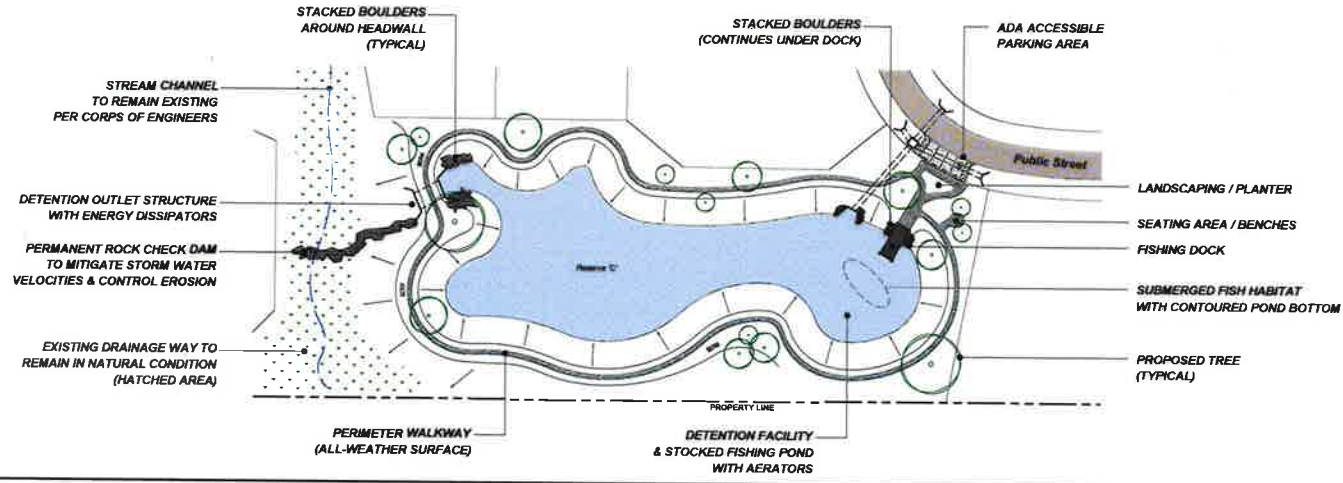 STACKED BOULDERS
AROUND HEADWALL
(TYPICAL)
STACKED BOULDERS
(CONTINUES UNDER DOCK)
ADA ACCESSIBLE
PARKING AREA
STREAM CHANNEL
TO REMAIN EXISTING
PER CORPS OF ENGINEERS
Public Street
DETENTION OUTLET STRUCTURE
WITH ENERGY DISSIPATORS
LANDSCAPING / PLANTER
SEATING AREA / BENCHES
PERMANENT ROCK CHECK DAM
TO MITIGATE STORM WATER
VELOCITIES & CONTROL EROSION
FISHING DOCK
Reserve 'C'
SUBMERGED FISH HABITAT
WITH CONTOURED POND BOTTOM
EXISTING DRAINAGE WAY TO
REMAIN IN NATURAL CONDITION
(HATCHED AREA)
PROPOSED TREE
(TYPICAL)
PROPERTY LINE
PERIMETER WALKWAY
(ALL-WEATHER SURFACE)
DETENTION FACILITY
& STOCKED FISHING POND
WITH AERATORS